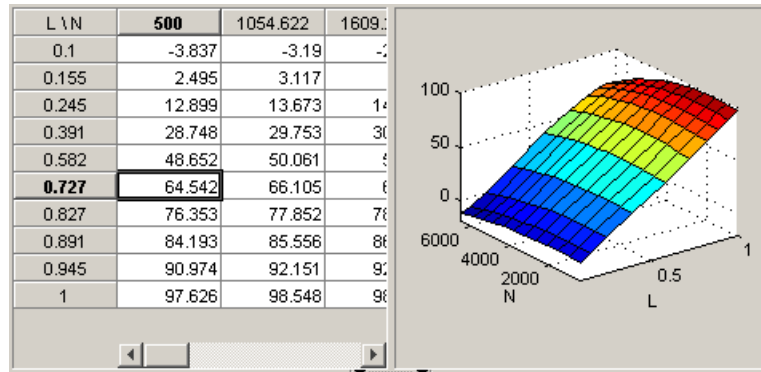 L \ N 500 1054.622 1609.
0.1 -3.837 -3.19
0.155 2.495 3.117
0.245 12.899 13.673
0.391 28.748 29.753
0.582 48.652 50.061
0.727 64.542 66.105
0.827 76.353 77.852
0.891 84.193 85.556
0.945 90.974 92.151
1 97.626 98.548
100
50
0
6000
4000
2000
N
0.5
1
L